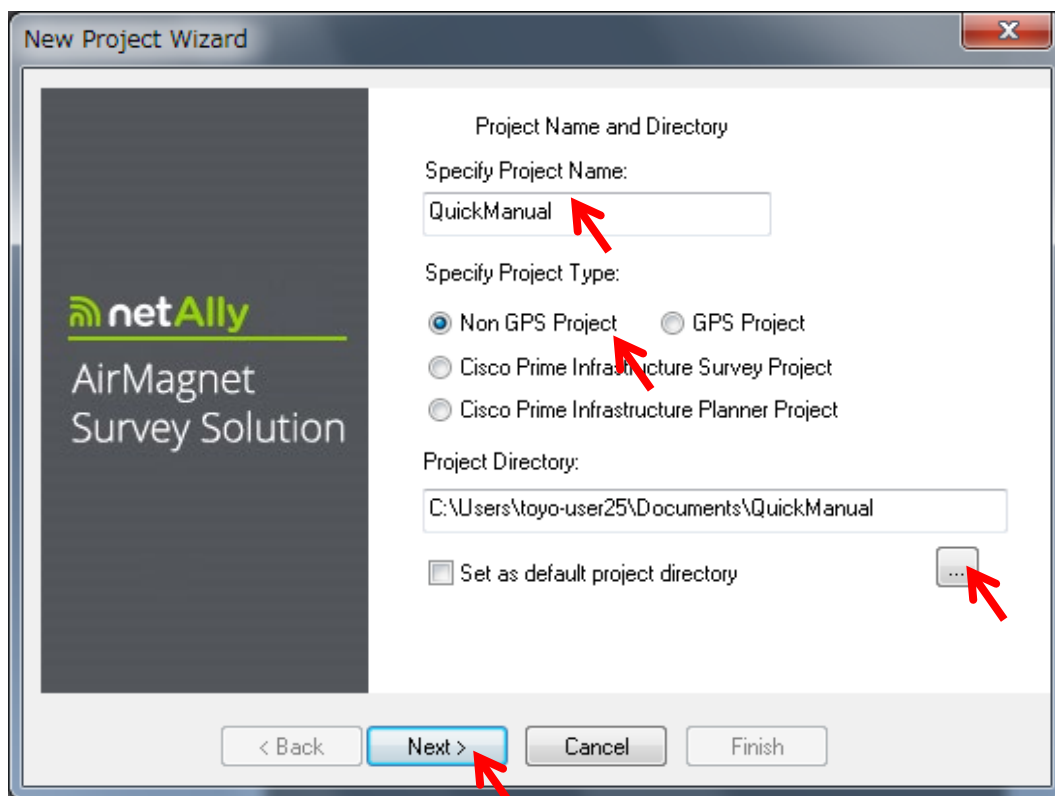 New Project Wizard
X
Project Name and Directory
Specify Project Name:
QuickManual
Specify Project Type:
Non GPS Project GPS Project
Cisco Prime Infrastructure Survey Project
Cisco Prime Infrastructure Planner Project
Project Directory:
C:\Users\toyo-user25\Documents\QuickManual
Set as default project directory
...
netAlly
AirMagnet
Survey Solution
< Back Next > Cancel Finish